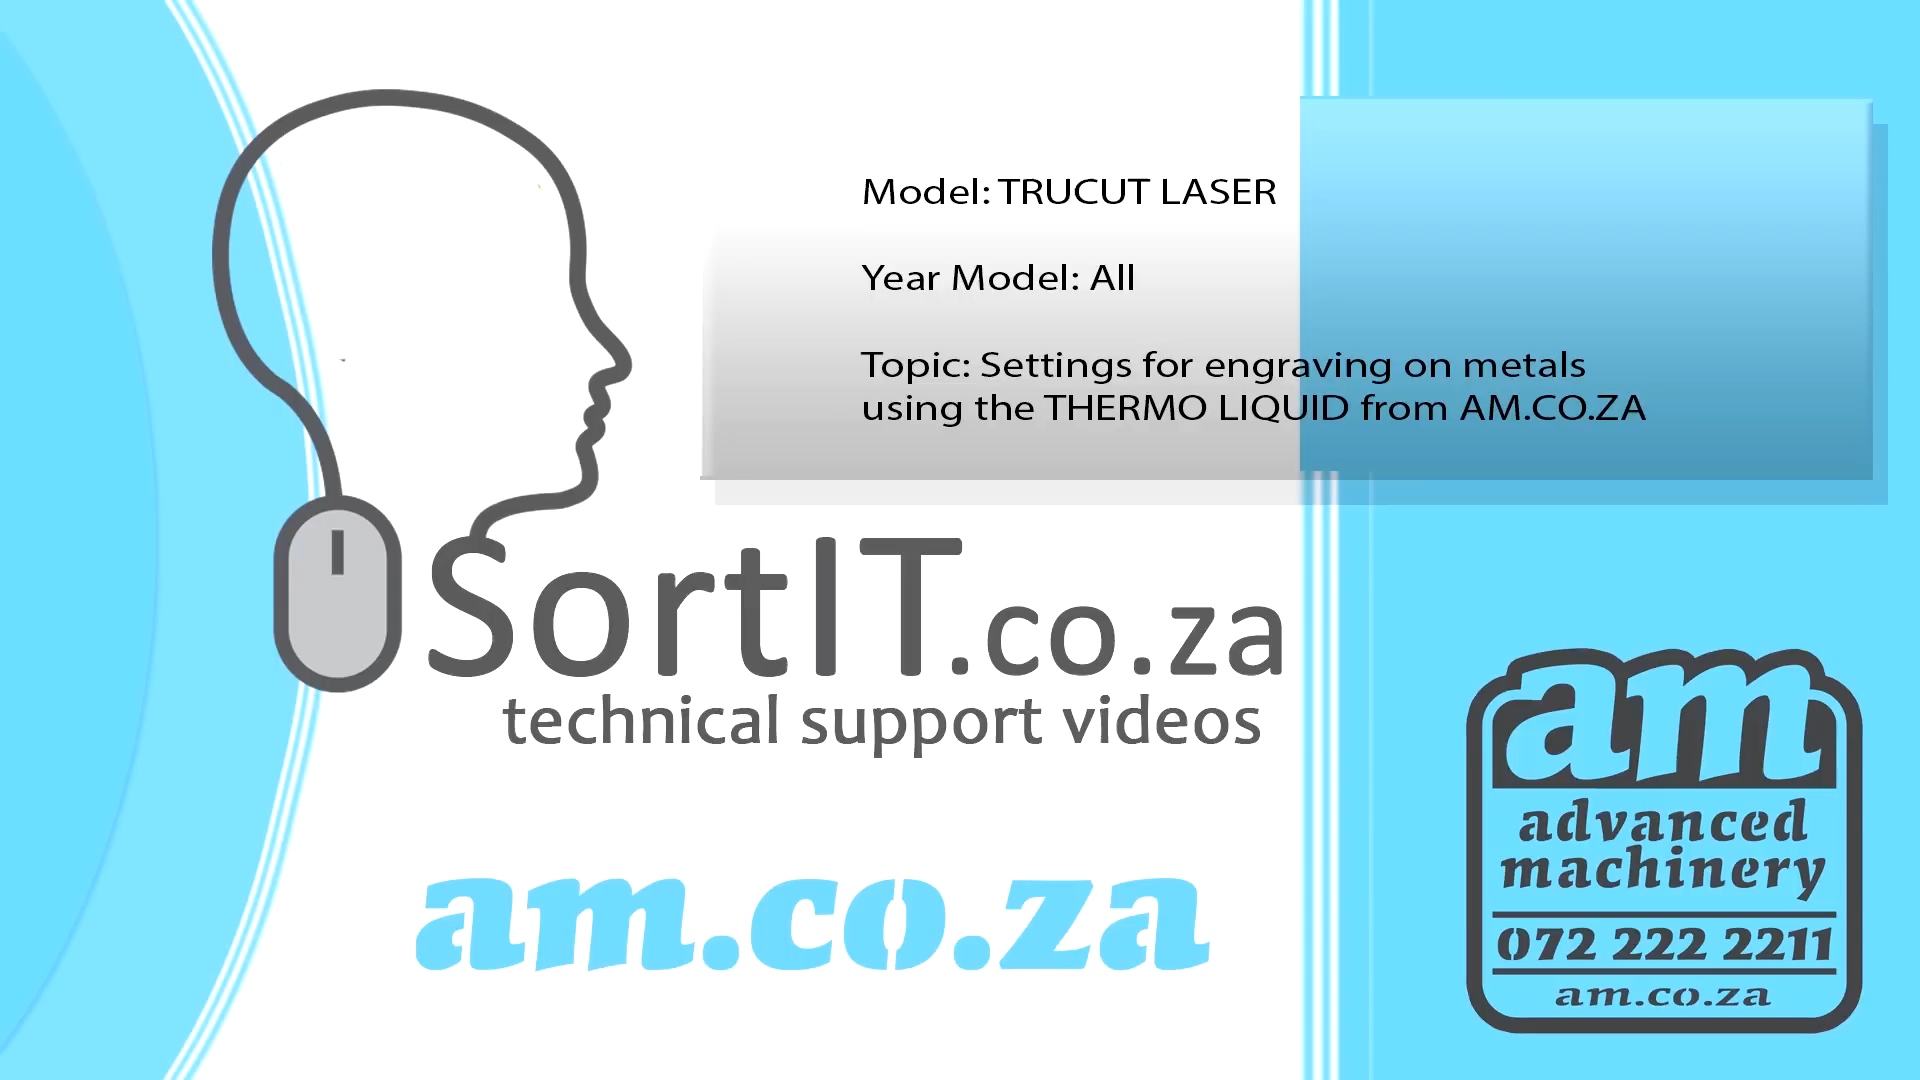 Model: TRUCUT LASER
Year Model: All
Topic: Settings for engraving on metals
using the THERMO LIQUID from AM.CO.ZA
SortIT.co.za
technical support videos
am.co.za
am
advanced
machinery
072 222 2211
am.co.za